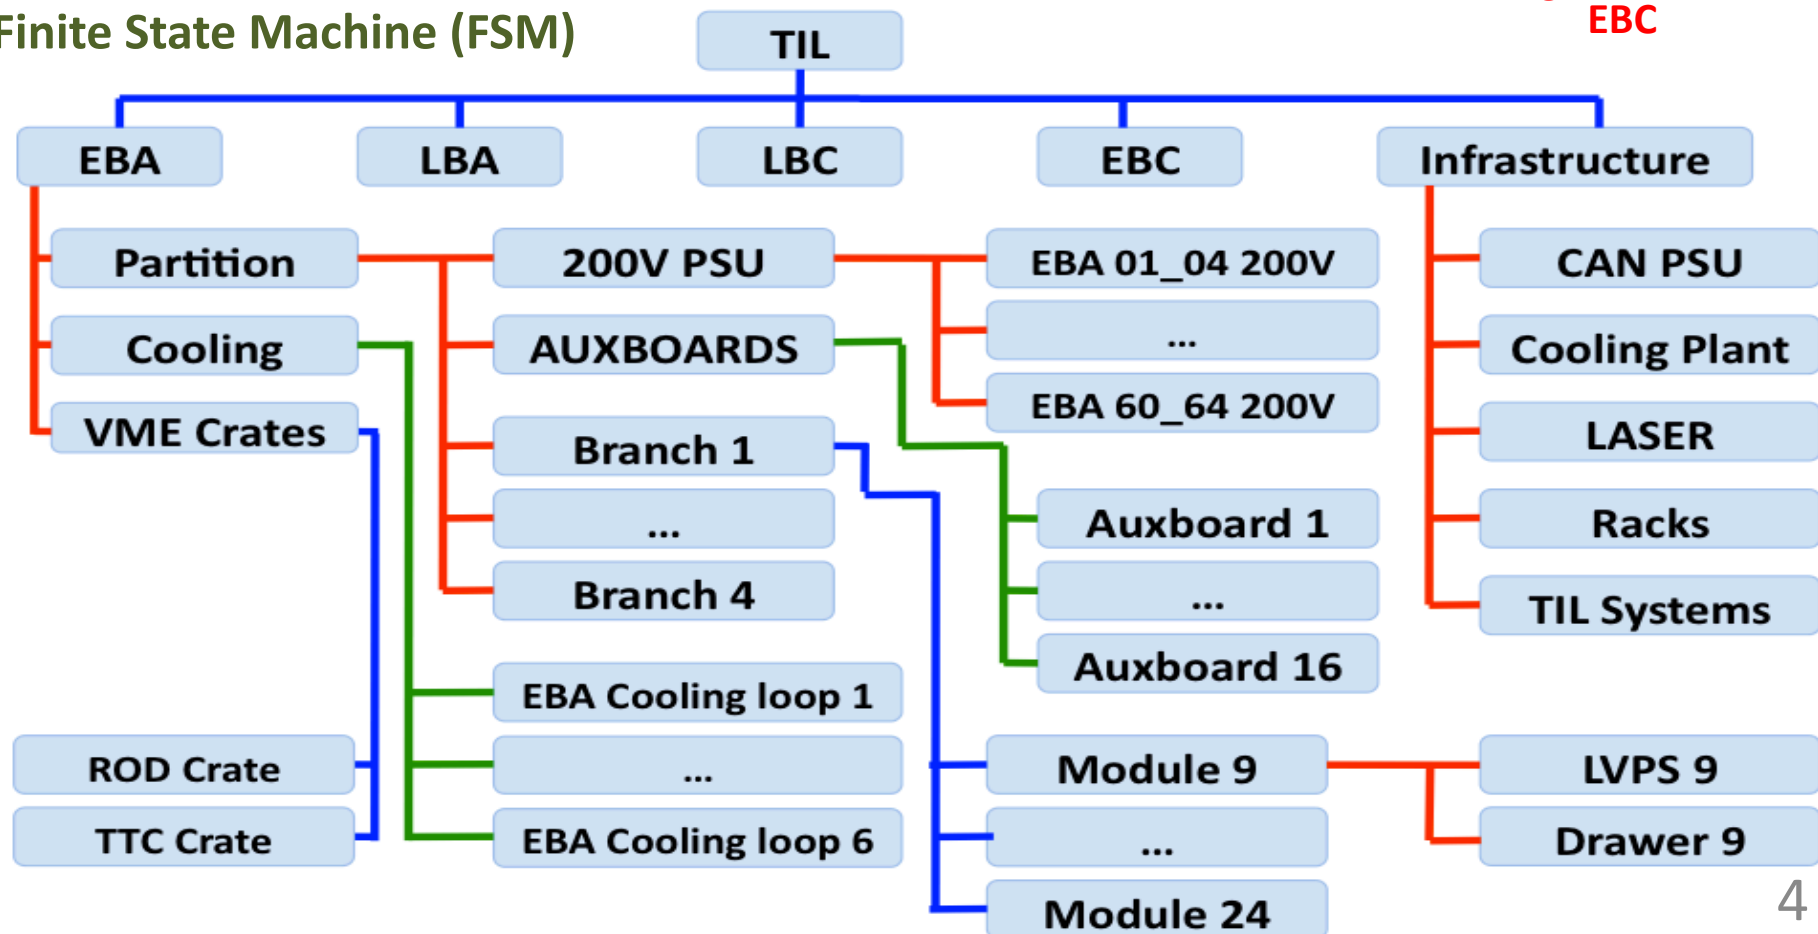 Finite State Machine (FSM)
EBC
TIL
EBA
LBA
LBC
EBC
Infrastructure
Partition
200V PSU
EBA 01_04 200V
CAN PSU
...
Cooling
AUXBOARDS
Cooling Plant
EBA 60_64 200V
VME Crates
Branch 1
LASER
...
Auxboard 1
Racks
Branch 4
...
TIL Systems
Auxboard 16
EBA Cooling loop 1
ROD Crate
...
Module 9
LVPS 9
TTC Crate
EBA Cooling loop 6
...
Drawer 9
Module 24
4